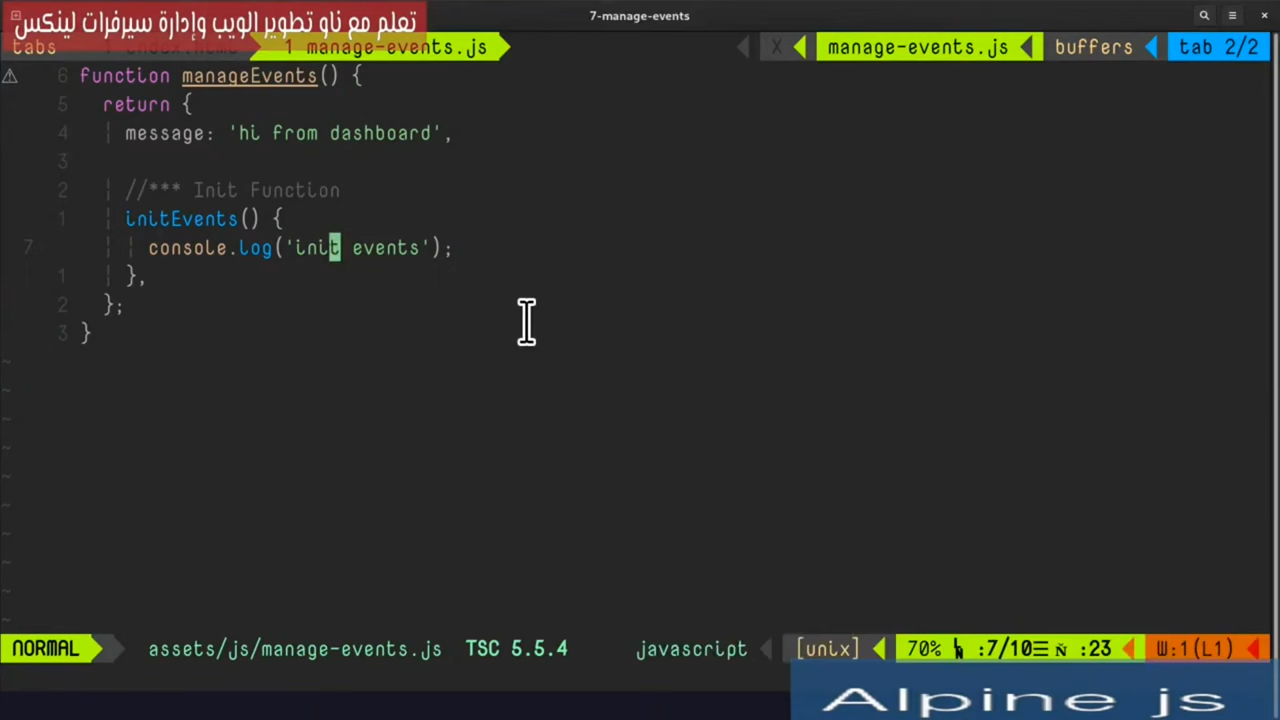 7-manage-events
تعلم مع ناو تطوير الويب وإدارة سيرفرات لينكس
tabs 1 index.html 1 manage-events.js X manage-events.js buffers tab 2/2
6 function manageEvents() {
5 return {
4 message: 'hi from dashboard',
3
2 //*** Init Function
1 initEvents() {
7 console.log('init events');
1 },
2 };
3 }
~
~
~
~
~
~
~
~
~
~
NORMAL assets/js/manage-events.js TSC 5.5.4 javascript [unix] 70% :7/10☰ :23 W:1(L1)
Alpine js